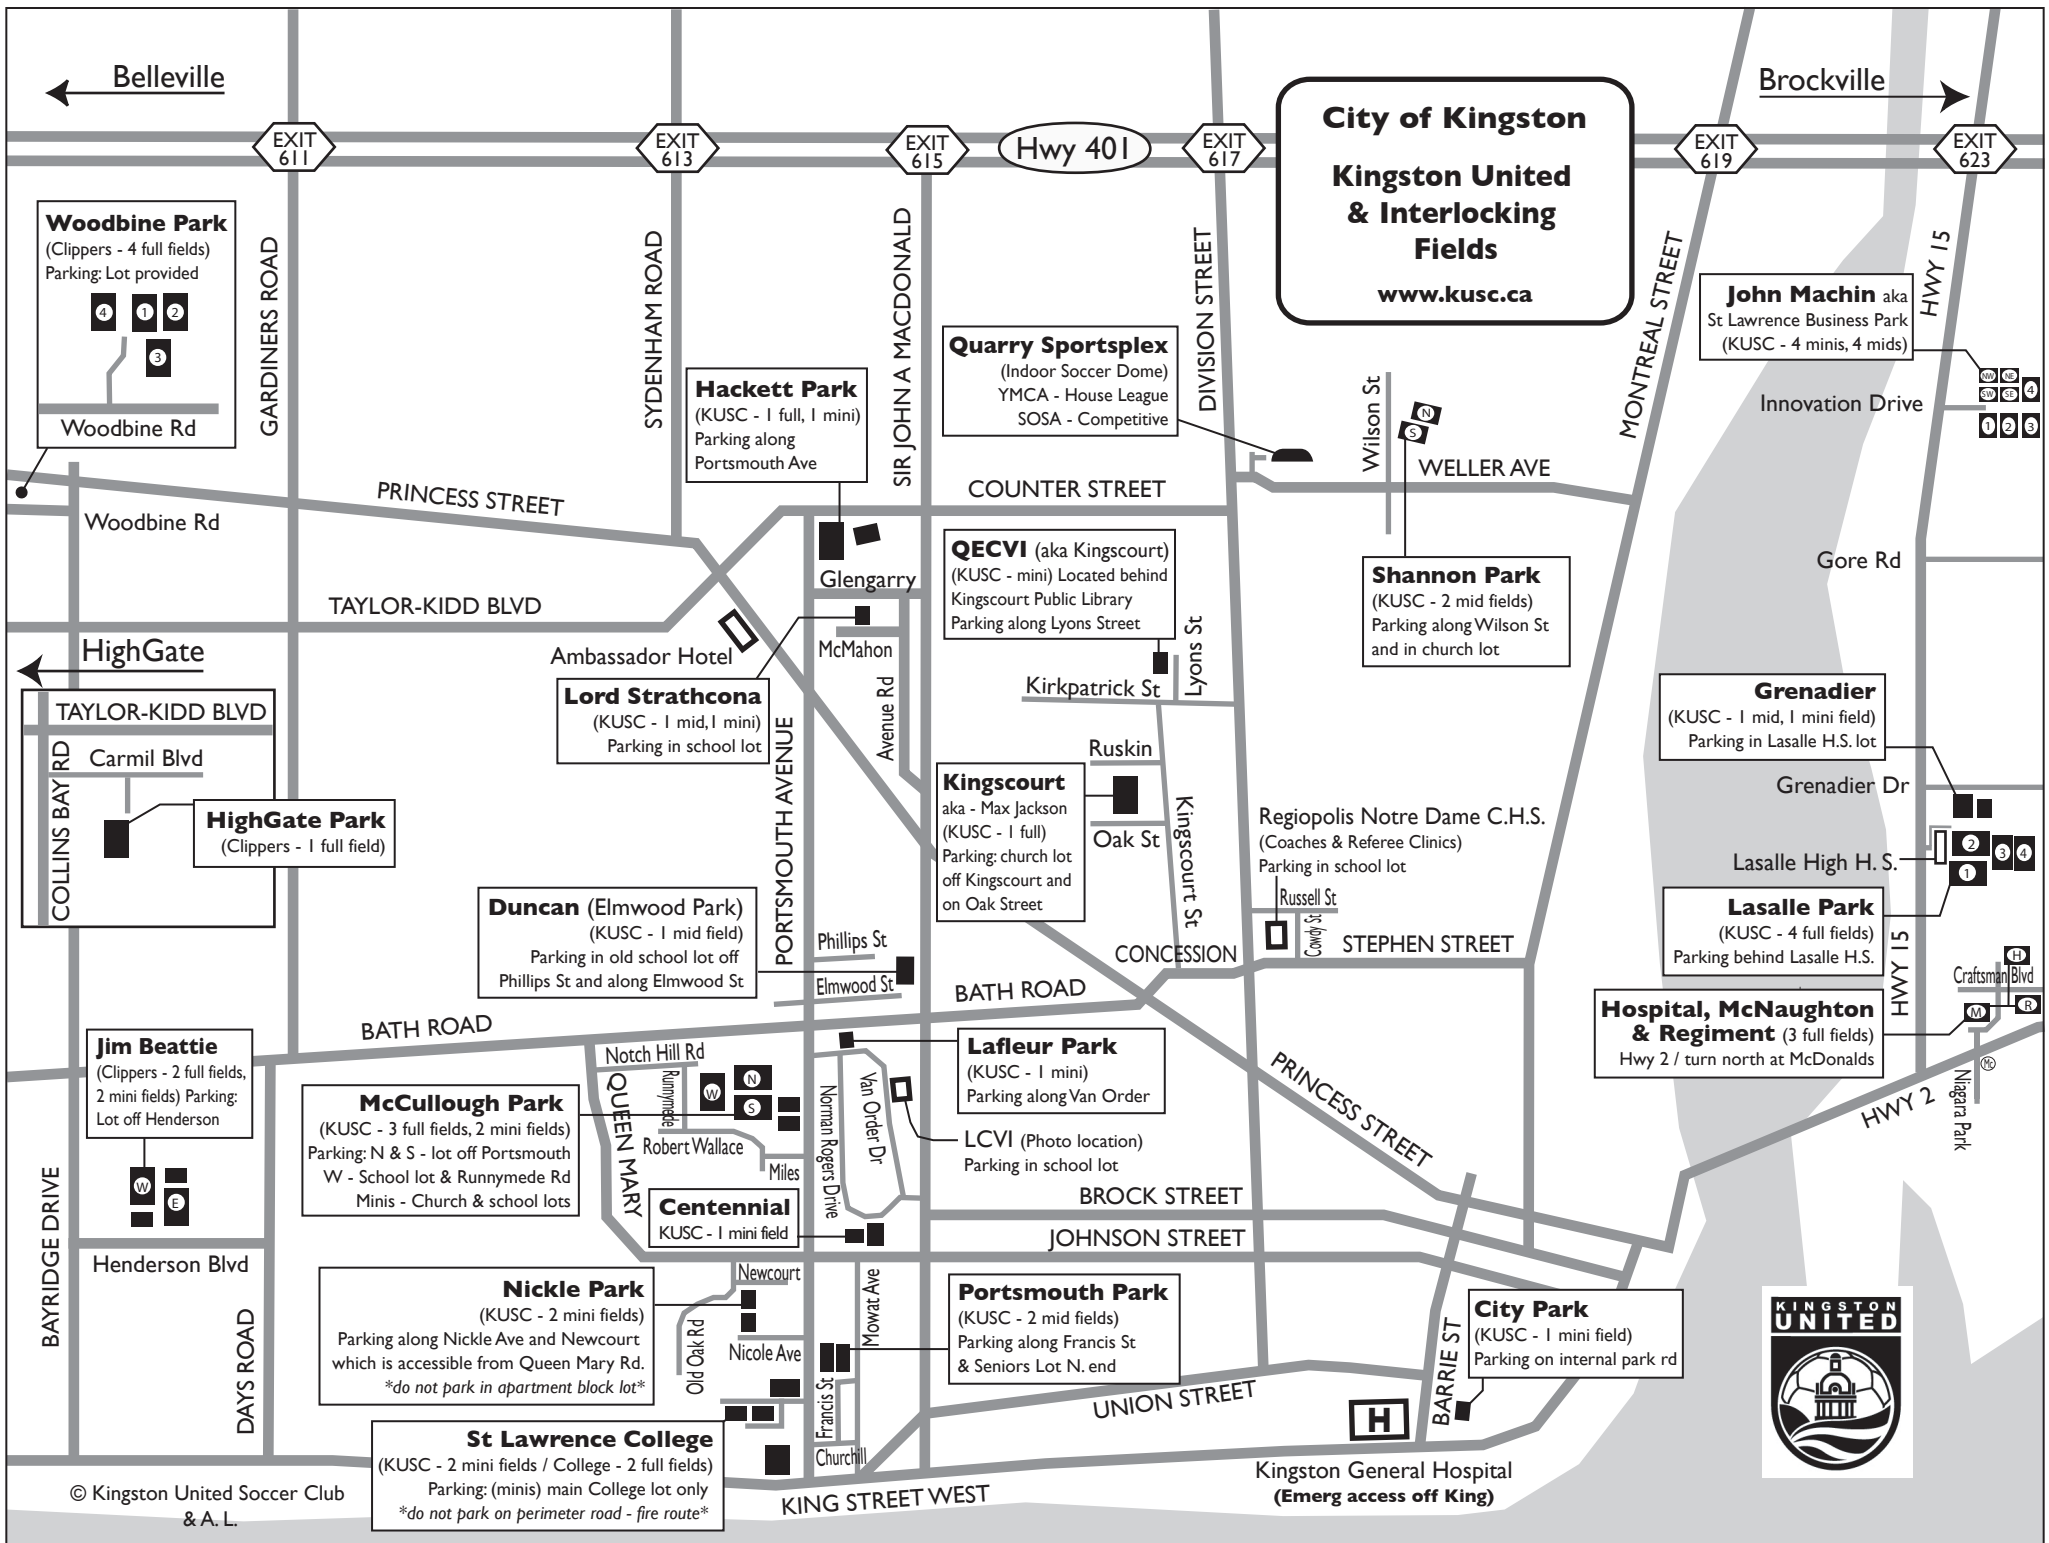 Belleville
Brockville
EXIT 611
EXIT 613
EXIT 615
Hwy 401
EXIT 617
EXIT 619
EXIT 623
City of Kingston
Kingston United
& Interlocking
Fields
www.kusc.ca
Woodbine Park
(Clippers - 4 full fields)
Parking: Lot provided
4 1 2
3
Woodbine Rd
Woodbine Rd
GARDINERS ROAD
SYDENHAM ROAD
SIR JOHN A MACDONALD
DIVISION STREET
MONTREAL STREET
HWY 15
John Machin aka
St Lawrence Business Park
(KUSC - 4 minis, 4 mids)
NW NE
SW SE 4
1 2 3
Innovation Drive
Quarry Sportsplex
(Indoor Soccer Dome)
YMCA - House League
SOSA - Competitive
Hackett Park
(KUSC - 1 full, 1 mini)
Parking along
Portsmouth Ave
Wilson St
N
S
WELLER AVE
PRINCESS STREET
COUNTER STREET
QECVI (aka Kingscourt)
(KUSC - mini) Located behind
Kingscourt Public Library
Parking along Lyons Street
Shannon Park
(KUSC - 2 mid fields)
Parking along Wilson St
and in church lot
Gore Rd
Glengarry
TAYLOR-KIDD BLVD
McMahon
Ambassador Hotel
Lord Strathcona
(KUSC - 1 mid, 1 mini)
Parking in school lot
Avenue Rd
Kirkpatrick St
Lyons St
HighGate
TAYLOR-KIDD BLVD
Carmil Blvd
COLLINS BAY RD
HighGate Park
(Clippers - 1 full field)
Grenadier
(KUSC - 1 mid, 1 mini field)
Parking in Lasalle H.S. lot
Grenadier Dr
PORTSMOUTH AVENUE
Ruskin
Kingscourt
aka - Max Jackson
(KUSC - 1 full)
Parking: church lot
off Kingscourt and
on Oak Street
Oak St
Kingscourt St
Regiopolis Notre Dame C.H.S.
(Coaches & Referee Clinics)
Parking in school lot
Russell St
Cowdy St
STEPHEN STREET
CONCESSION
2
3 4
1
Lasalle High H. S.
Lasalle Park
(KUSC - 4 full fields)
Parking behind Lasalle H.S.
HWY 15
Duncan (Elmwood Park)
(KUSC - 1 mid field)
Parking in old school lot off
Phillips St and along Elmwood St
Phillips St
Elmwood St
BATH ROAD
BATH ROAD
H
Craftsman Blvd
M
R
Hospital, McNaughton
& Regiment (3 full fields)
Hwy 2 / turn north at McDonalds
Mc
Niagara Park
HWY 2
Jim Beattie
(Clippers - 2 full fields,
2 mini fields) Parking:
Lot off Henderson
W
E
Notch Hill Rd
Runnymede
W
N
S
QUEEN MARY
McCullough Park
(KUSC - 3 full fields, 2 mini fields)
Parking: N & S - lot off Portsmouth
W - School lot & Runnymede Rd
Minis - Church & school lots
Robert Wallace
Miles
Norman Rogers Drive
Van Order Dr
Lafleur Park
(KUSC - 1 mini)
Parking along Van Order
LCVI (Photo location)
Parking in school lot
PRINCESS STREET
BROCK STREET
JOHNSON STREET
Centennial
KUSC - 1 mini field
BAYRIDGE DRIVE
Henderson Blvd
DAYS ROAD
Nickle Park
(KUSC - 2 mini fields)
Parking along Nickle Ave and Newcourt
which is accessible from Queen Mary Rd.
*do not park in apartment block lot*
Newcourt
Old Oak Rd
Nicole Ave
Mowat Ave
Francis St
Churchill
Portsmouth Park
(KUSC - 2 mid fields)
Parking along Francis St
& Seniors Lot N. end
UNION STREET
BARRIE ST
City Park
(KUSC - 1 mini field)
Parking on internal park rd
H
Kingston General Hospital
(Emerg access off King)
St Lawrence College
(KUSC - 2 mini fields / College - 2 full fields)
Parking: (minis) main College lot only
*do not park on perimeter road - fire route*
KING STREET WEST
© Kingston United Soccer Club
& A. L.
KINGSTON
UNITED